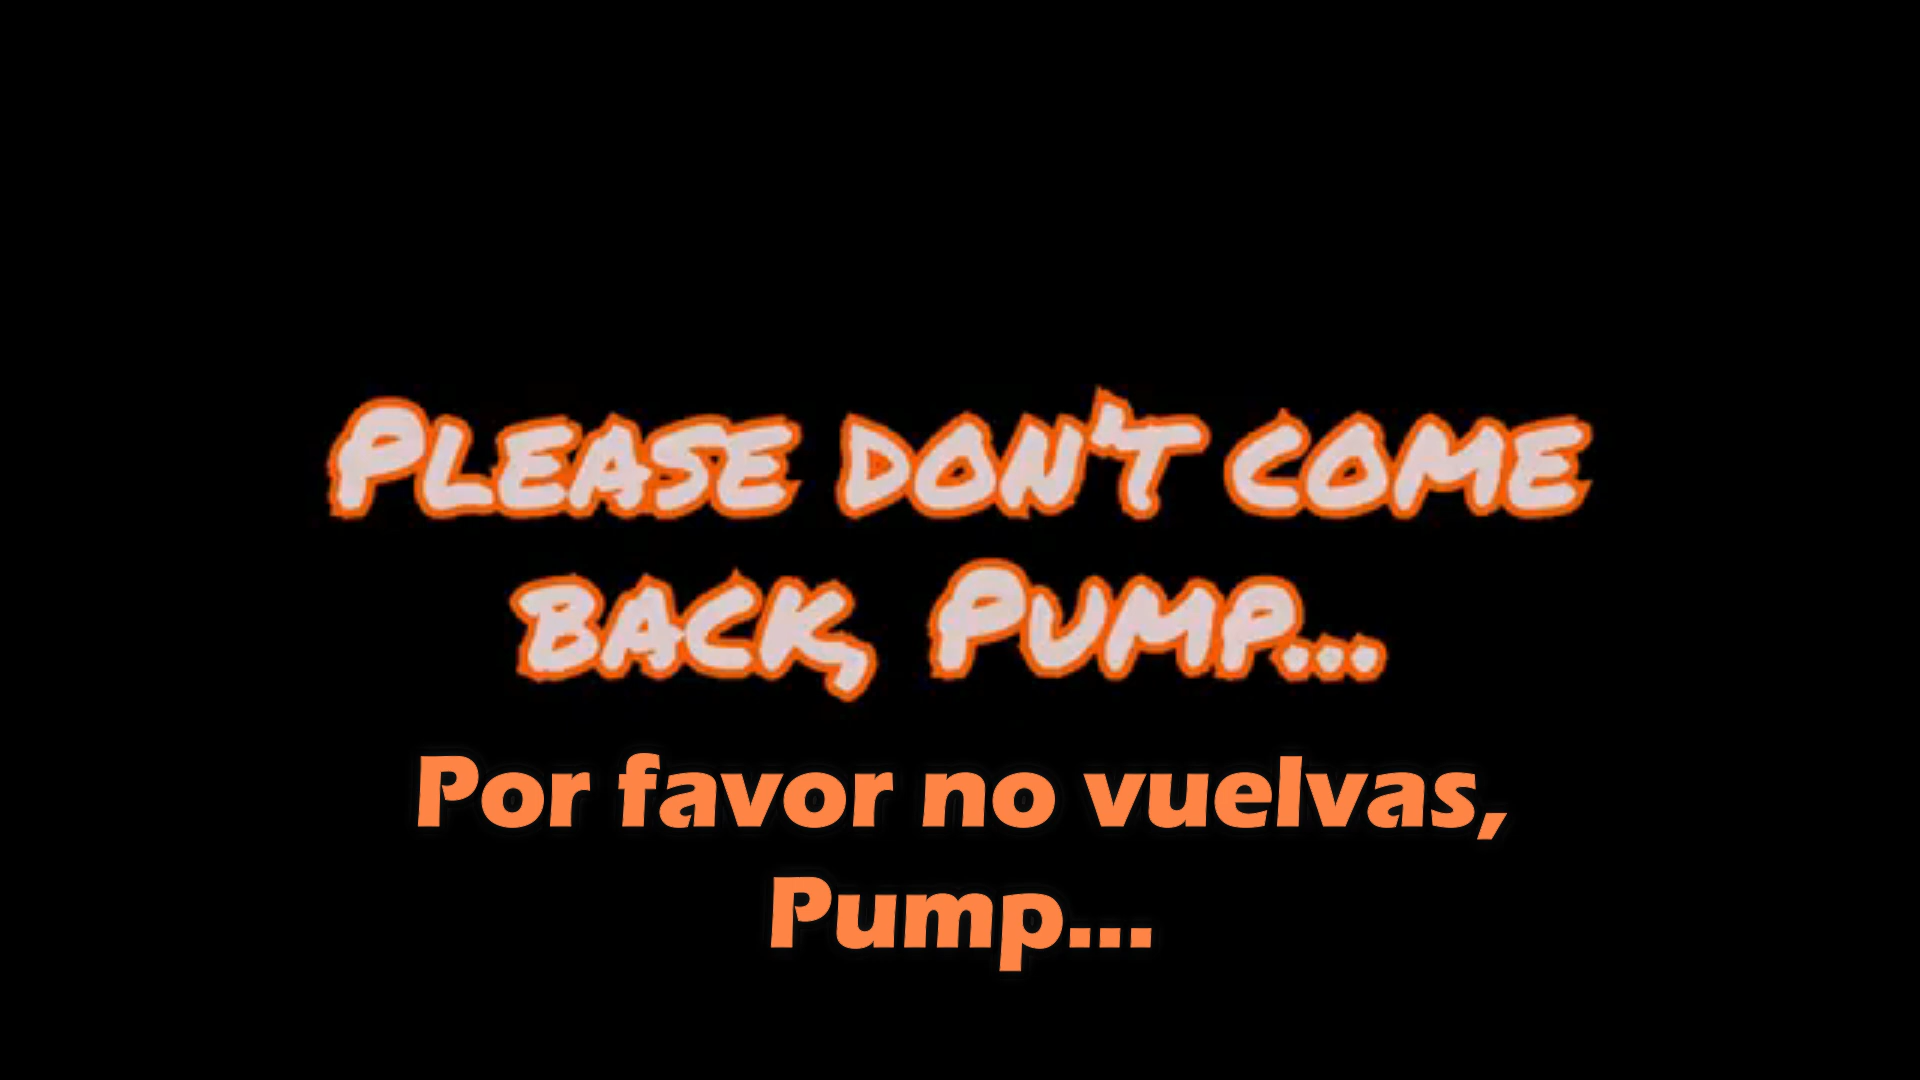 Please don't come
back, Pump...
Por favor no vuelvas,
Pump...